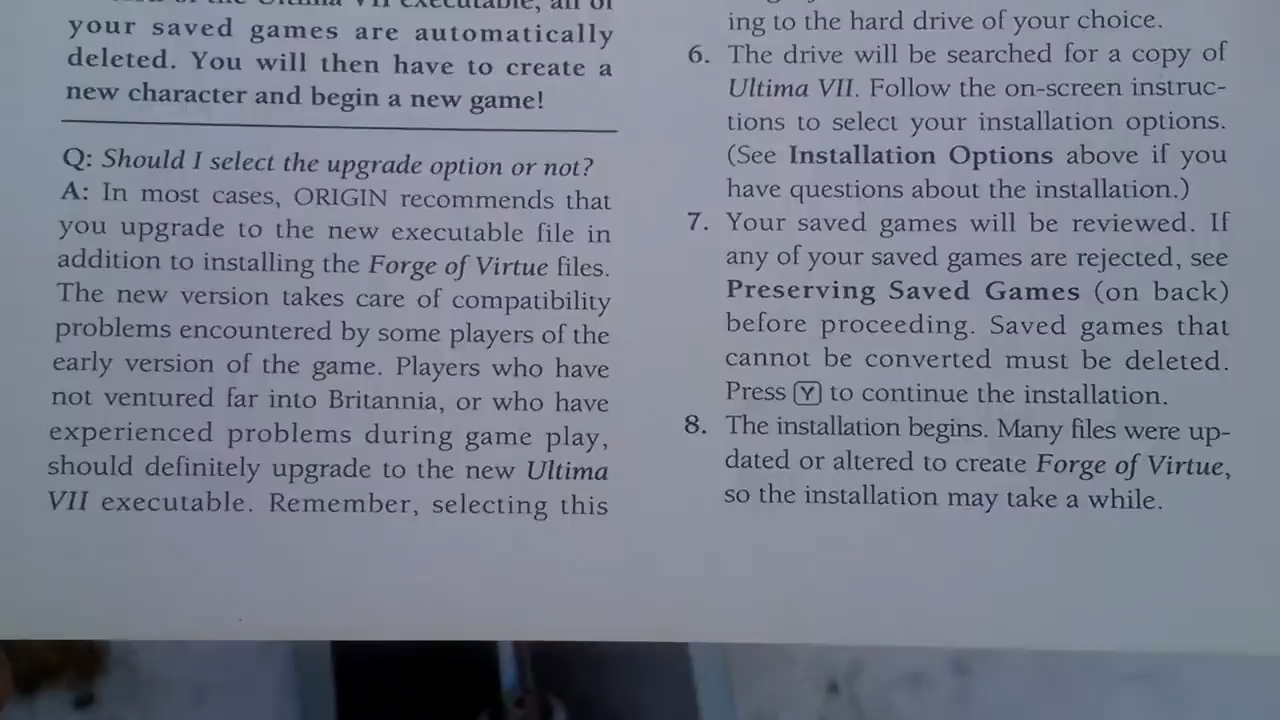 Ultima VII executable, all of
your saved games are automatically
deleted. You will then have to create a
new character and begin a new game!
Q: Should I select the upgrade option or not?
A: In most cases, ORIGIN recommends that
you upgrade to the new executable file in
addition to installing the Forge of Virtue files.
The new version takes care of compatibility
problems encountered by some players of the
early version of the game. Players who have
not ventured far into Britannia, or who have
experienced problems during game play,
should definitely upgrade to the new Ultima
VII executable. Remember, selecting this
ing to the hard drive of your choice.
6. The drive will be searched for a copy of
Ultima VII. Follow the on-screen instruc-
tions to select your installation options.
(See Installation Options above if you
have questions about the installation.)
7. Your saved games will be reviewed. If
any of your saved games are rejected, see
Preserving Saved Games (on back)
before proceeding. Saved games that
cannot be converted must be deleted.
Press Y to continue the installation.
8. The installation begins. Many files were up-
dated or altered to create Forge of Virtue,
so the installation may take a while.